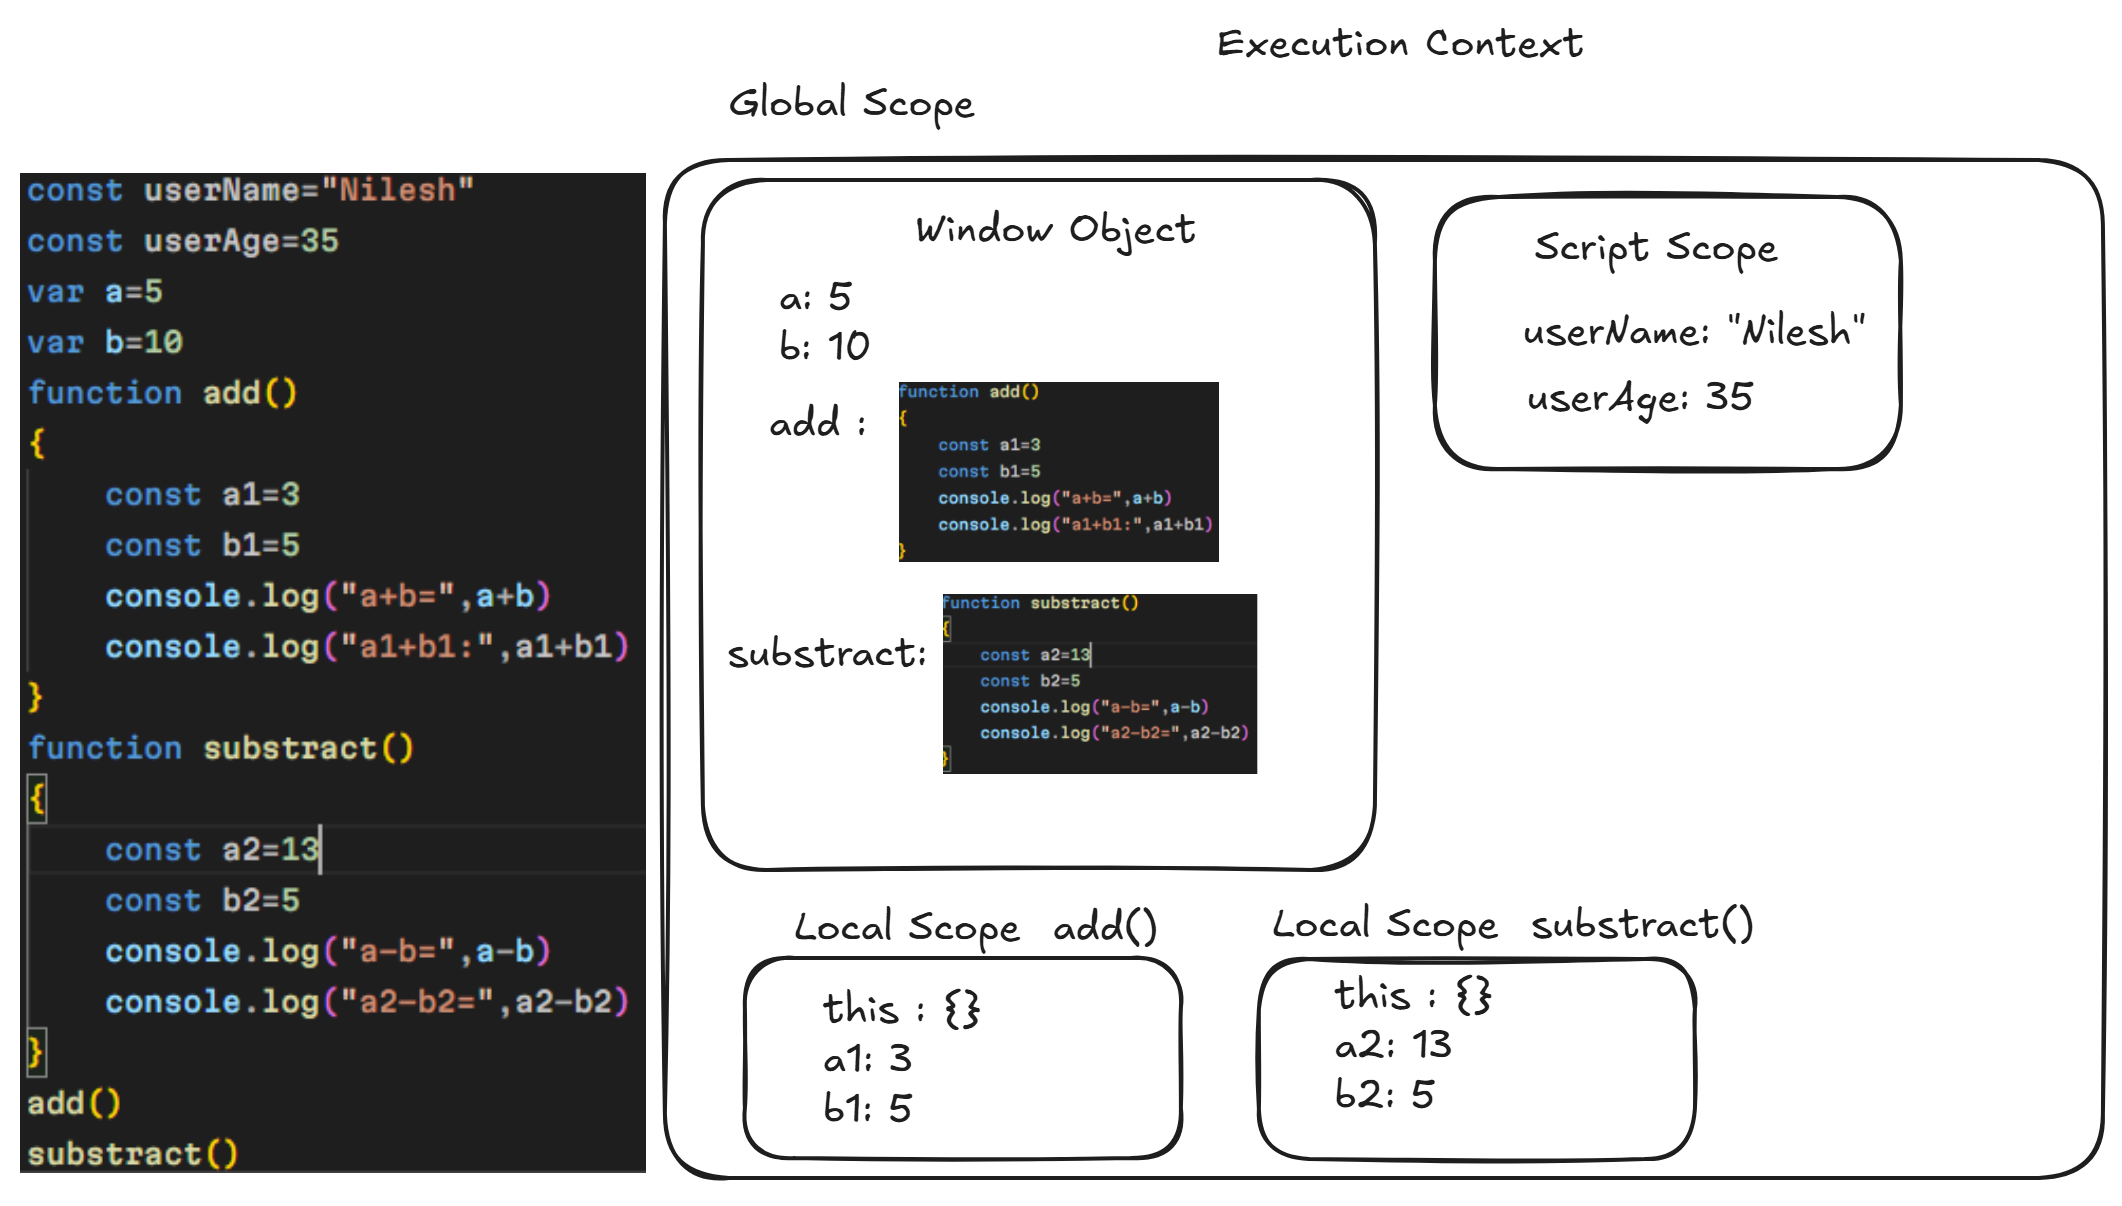 Execution Context
Global Scope
const userName="Nilesh"
const userAge=35
var a=5
var b=10
function add()
{
    const a1=3
    const b1=5
    console.log("a+b=",a+b)
    console.log("a1+b1:",a1+b1)
}
function substract()
{
    const a2=13
    const b2=5
    console.log("a-b=",a-b)
    console.log("a2-b2=",a2-b2)
}
add()
substract()
Window Object
a: 5
b: 10
add :
function add()
{
    const a1=3
    const b1=5
    console.log("a+b=",a+b)
    console.log("a1+b1:",a1+b1)
}
substract:
function substract()
{
    const a2=13
    const b2=5
    console.log("a-b=",a-b)
    console.log("a2-b2=",a2-b2)
}
Script Scope
userName: "Nilesh"
userAge: 35
Local Scope add()
this : {}
a1: 3
b1: 5
Local Scope substract()
this : {}
a2: 13
b2: 5